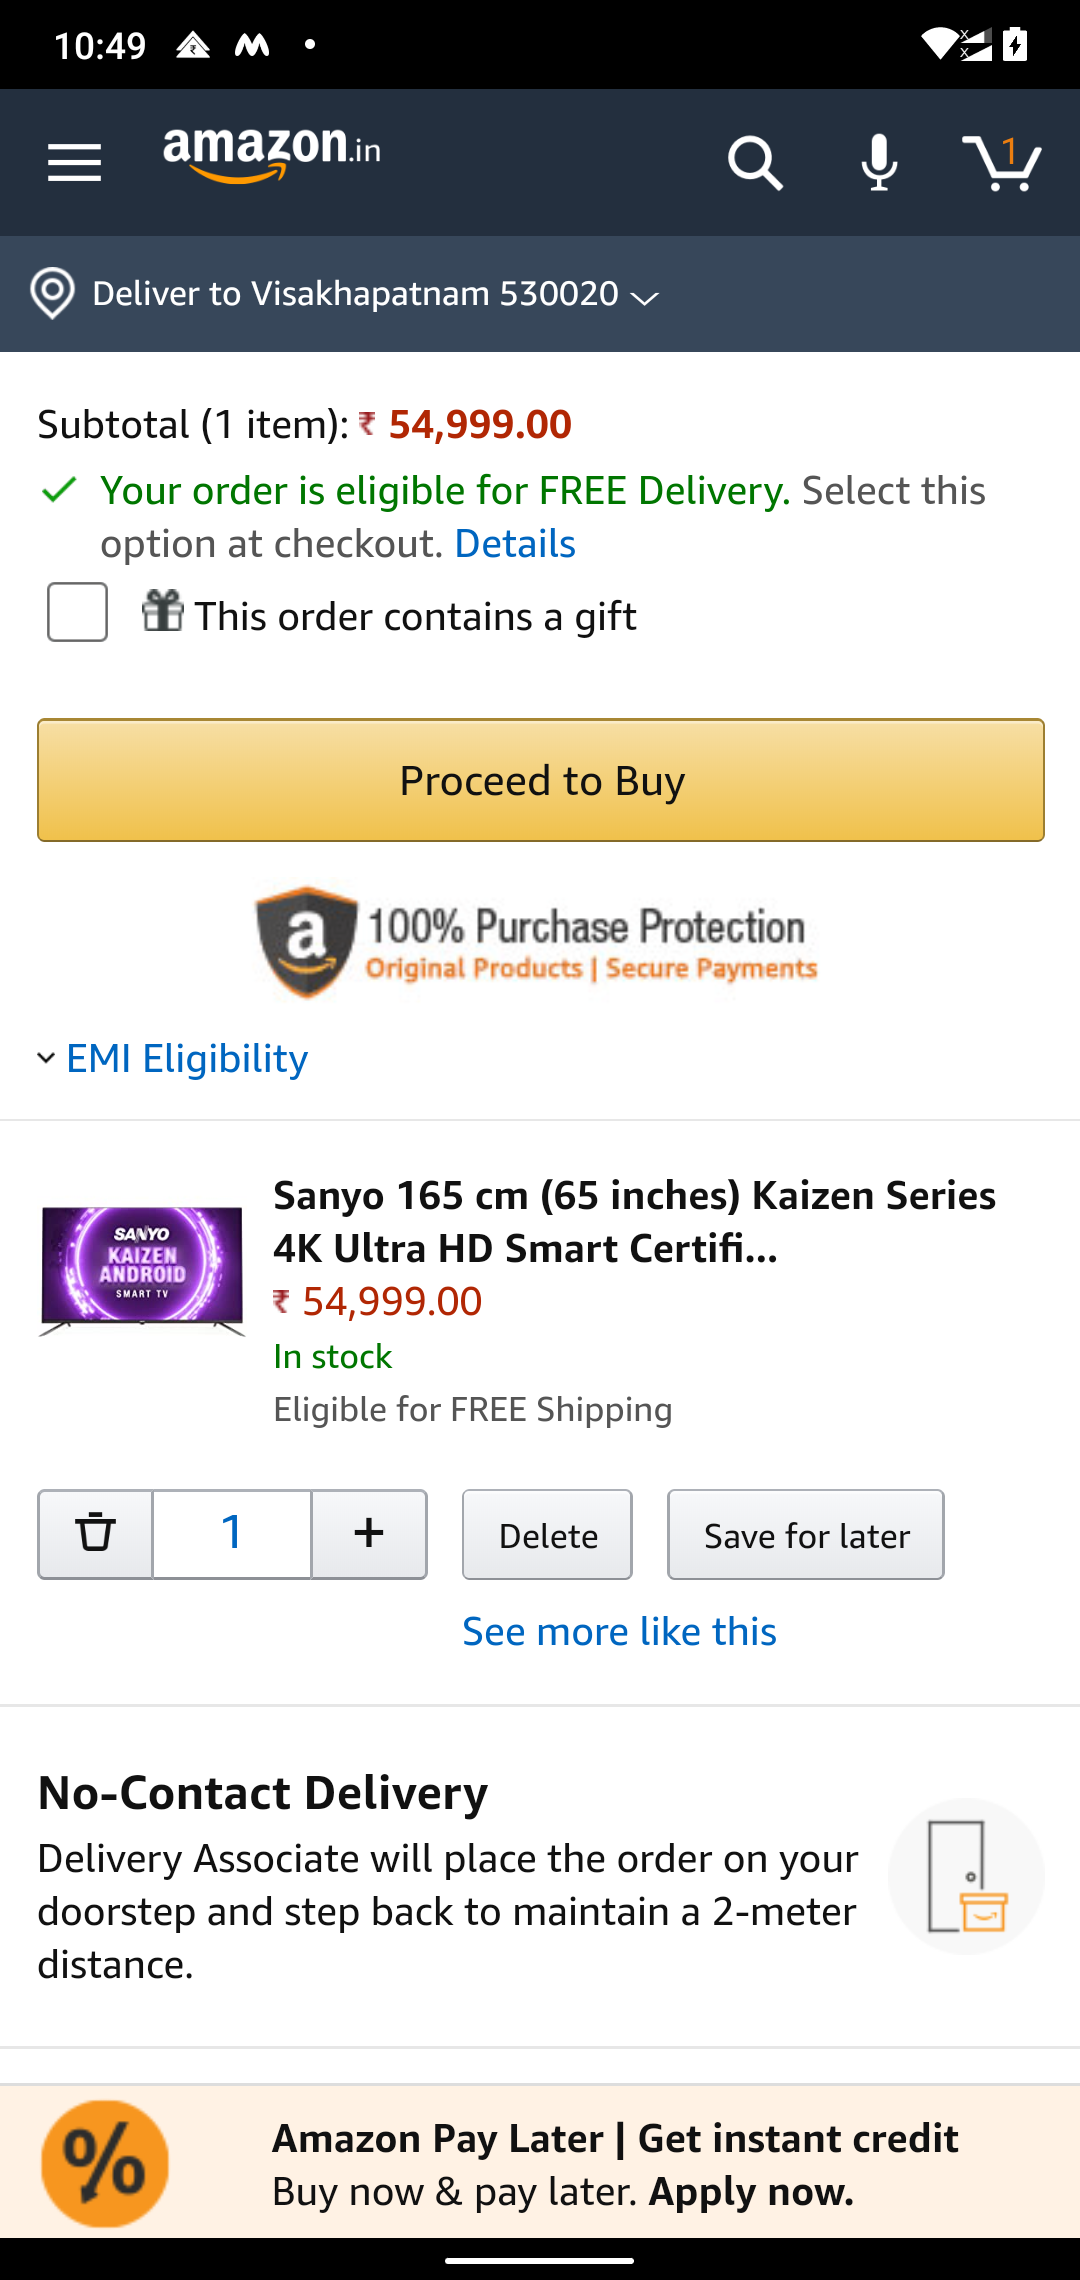 10:49
amazon.in
1
Deliver to Visakhapatnam 530020
Subtotal (1 item): ₹ 54,999.00
Your order is eligible for FREE Delivery. Select this
option at checkout. Details
This order contains a gift
Proceed to Buy
a 100% Purchase Protection
Original Products | Secure Payments
EMI Eligibility
Sanyo 165 cm (65 inches) Kaizen Series
4K Ultra HD Smart Certifi...
SANYO
KAIZEN
ANDROID
SMART TV
₹ 54,999.00
In stock
Eligible for FREE Shipping
1 + Delete Save for later
See more like this
No-Contact Delivery
Delivery Associate will place the order on your
doorstep and step back to maintain a 2-meter
distance.
% Amazon Pay Later | Get instant credit
Buy now & pay later. Apply now.